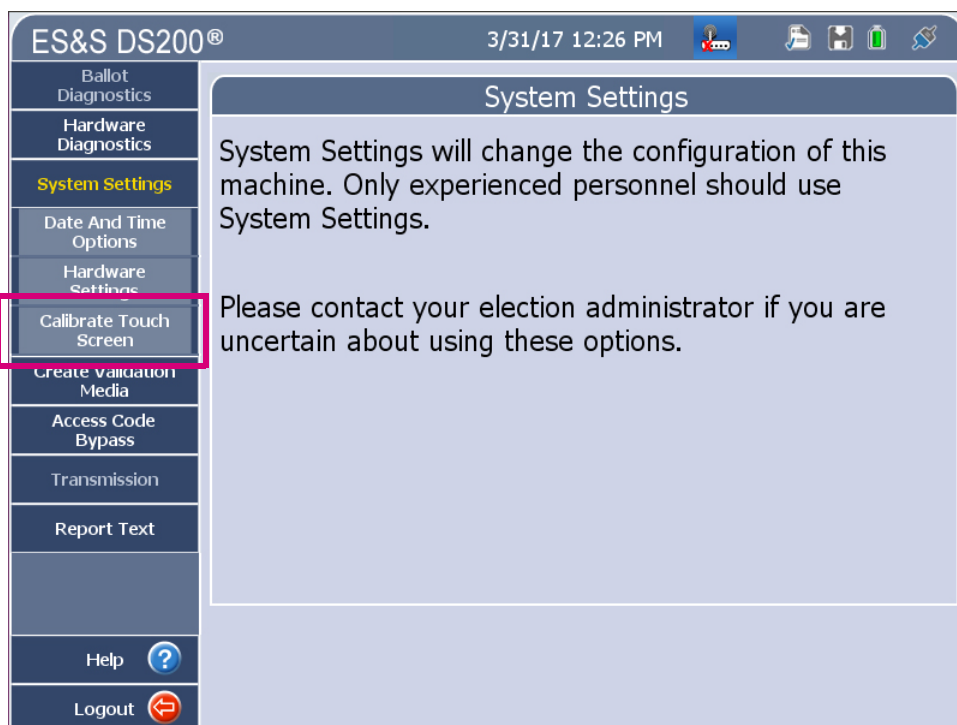 ES&S DS200®
3/31/17 12:26 PM
Ballot
Diagnostics
Hardware
Diagnostics
System Settings
Date And Time
Options
Hardware
Settings
Calibrate Touch
Screen
Create Validation
Media
Access Code
Bypass
Transmission
Report Text
Help
Logout
System Settings
System Settings will change the configuration of this
machine. Only experienced personnel should use
System Settings.
Please contact your election administrator if you are
uncertain about using these options.